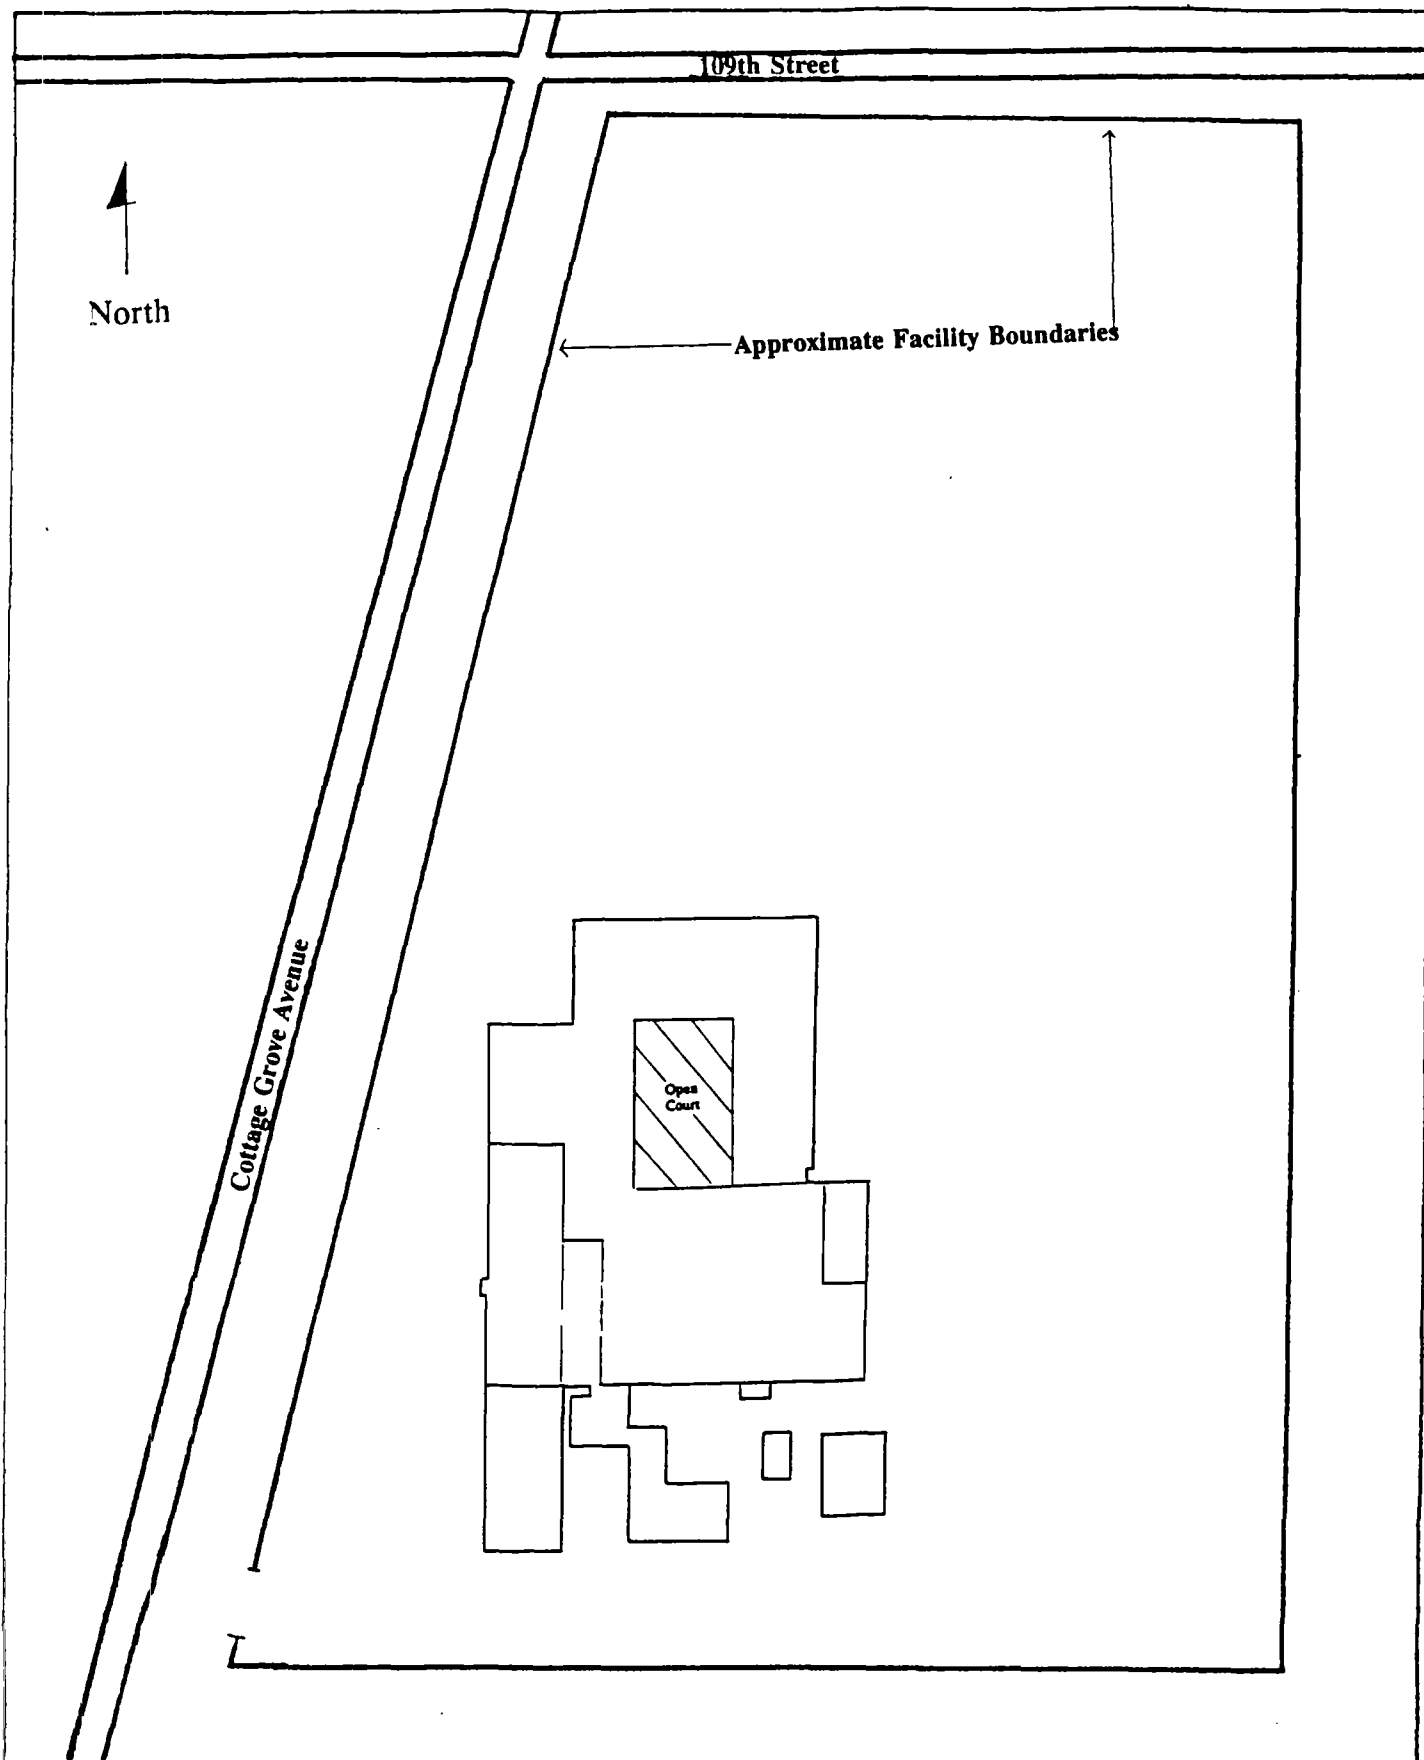 109th Street
North
Approximate Facility Boundaries
Cottage Grove Avenue
Open
Court